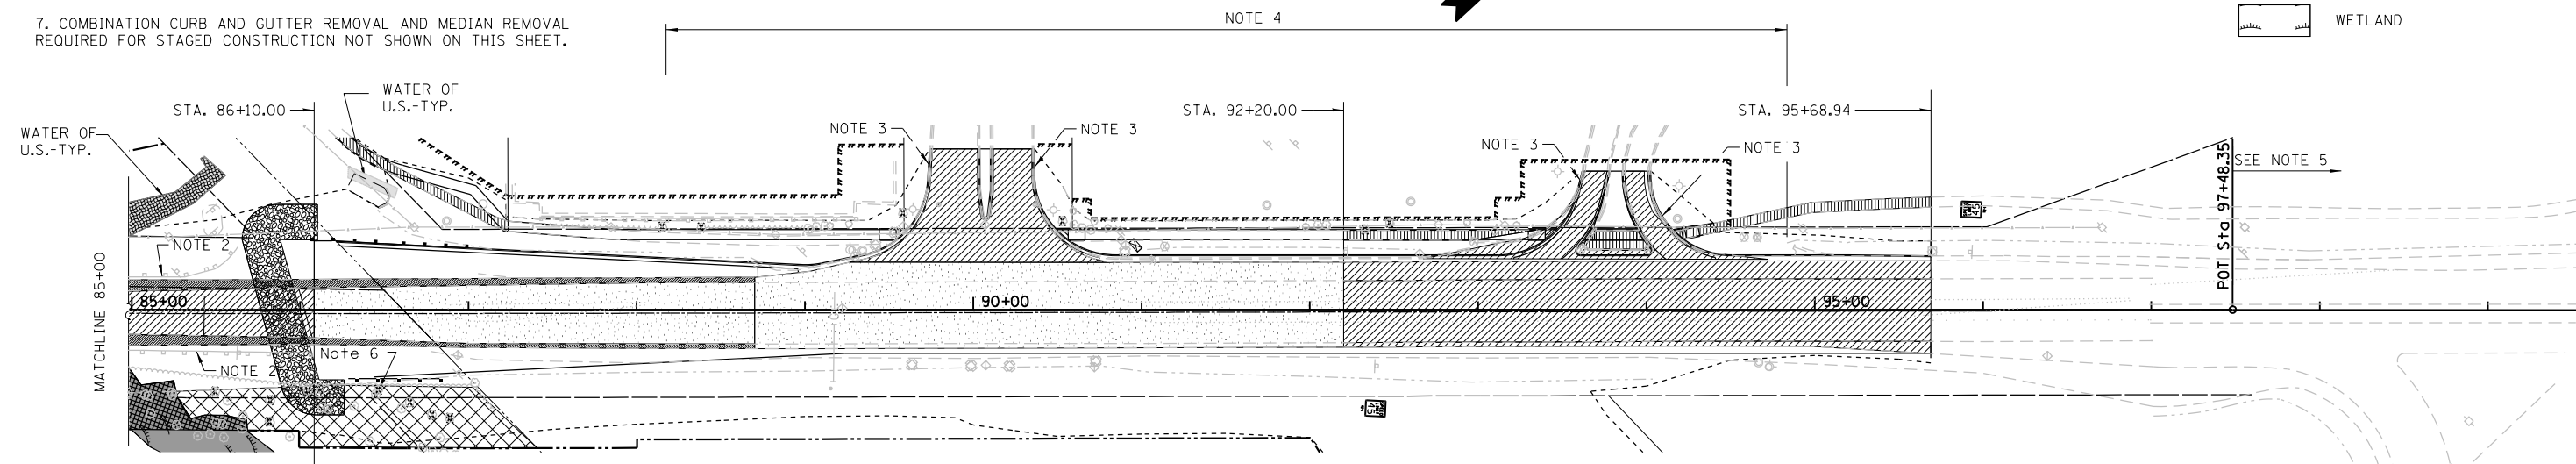 7. COMBINATION CURB AND GUTTER REMOVAL AND MEDIAN REMOVAL
REQUIRED FOR STAGED CONSTRUCTION NOT SHOWN ON THIS SHEET.
NOTE 4
WETLAND
WATER OF
U.S.-TYP.
STA. 86+10.00
WATER OF
U.S.-TYP.
NOTE 3
NOTE 3
STA. 92+20.00
NOTE 3
STA. 95+68.94
NOTE 3
SEE NOTE 5
POT Sta 97+48.35
NOTE 2
MATCHLINE 85+00
85+00
90+00
95+00
Note 6
NOTE 2
45
45